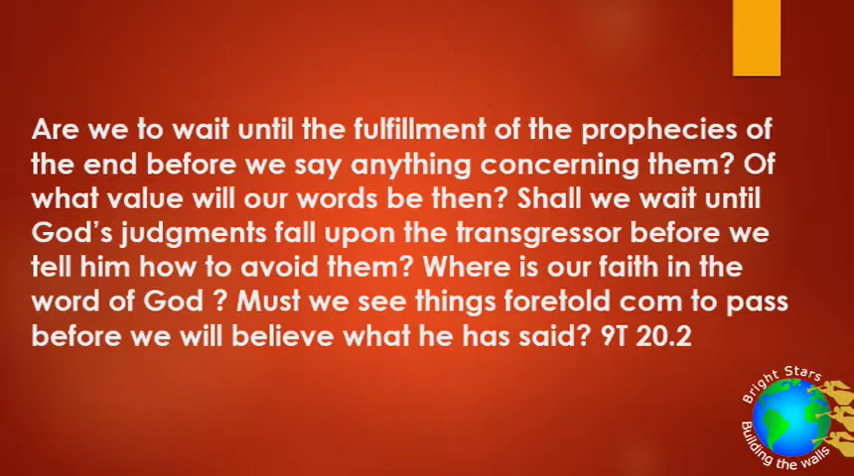 Are we to wait until the fulfillment of the prophecies of
the end before we say anything concerning them? Of
what value will our words be then? Shall we wait until
God's judgments fall upon the transgressor before we
tell him how to avoid them? Where is our faith in the
word of God ? Must we see things foretold com to pass
before we will believe what he has said? 9T 20.2
Bright Stars
Building the walls